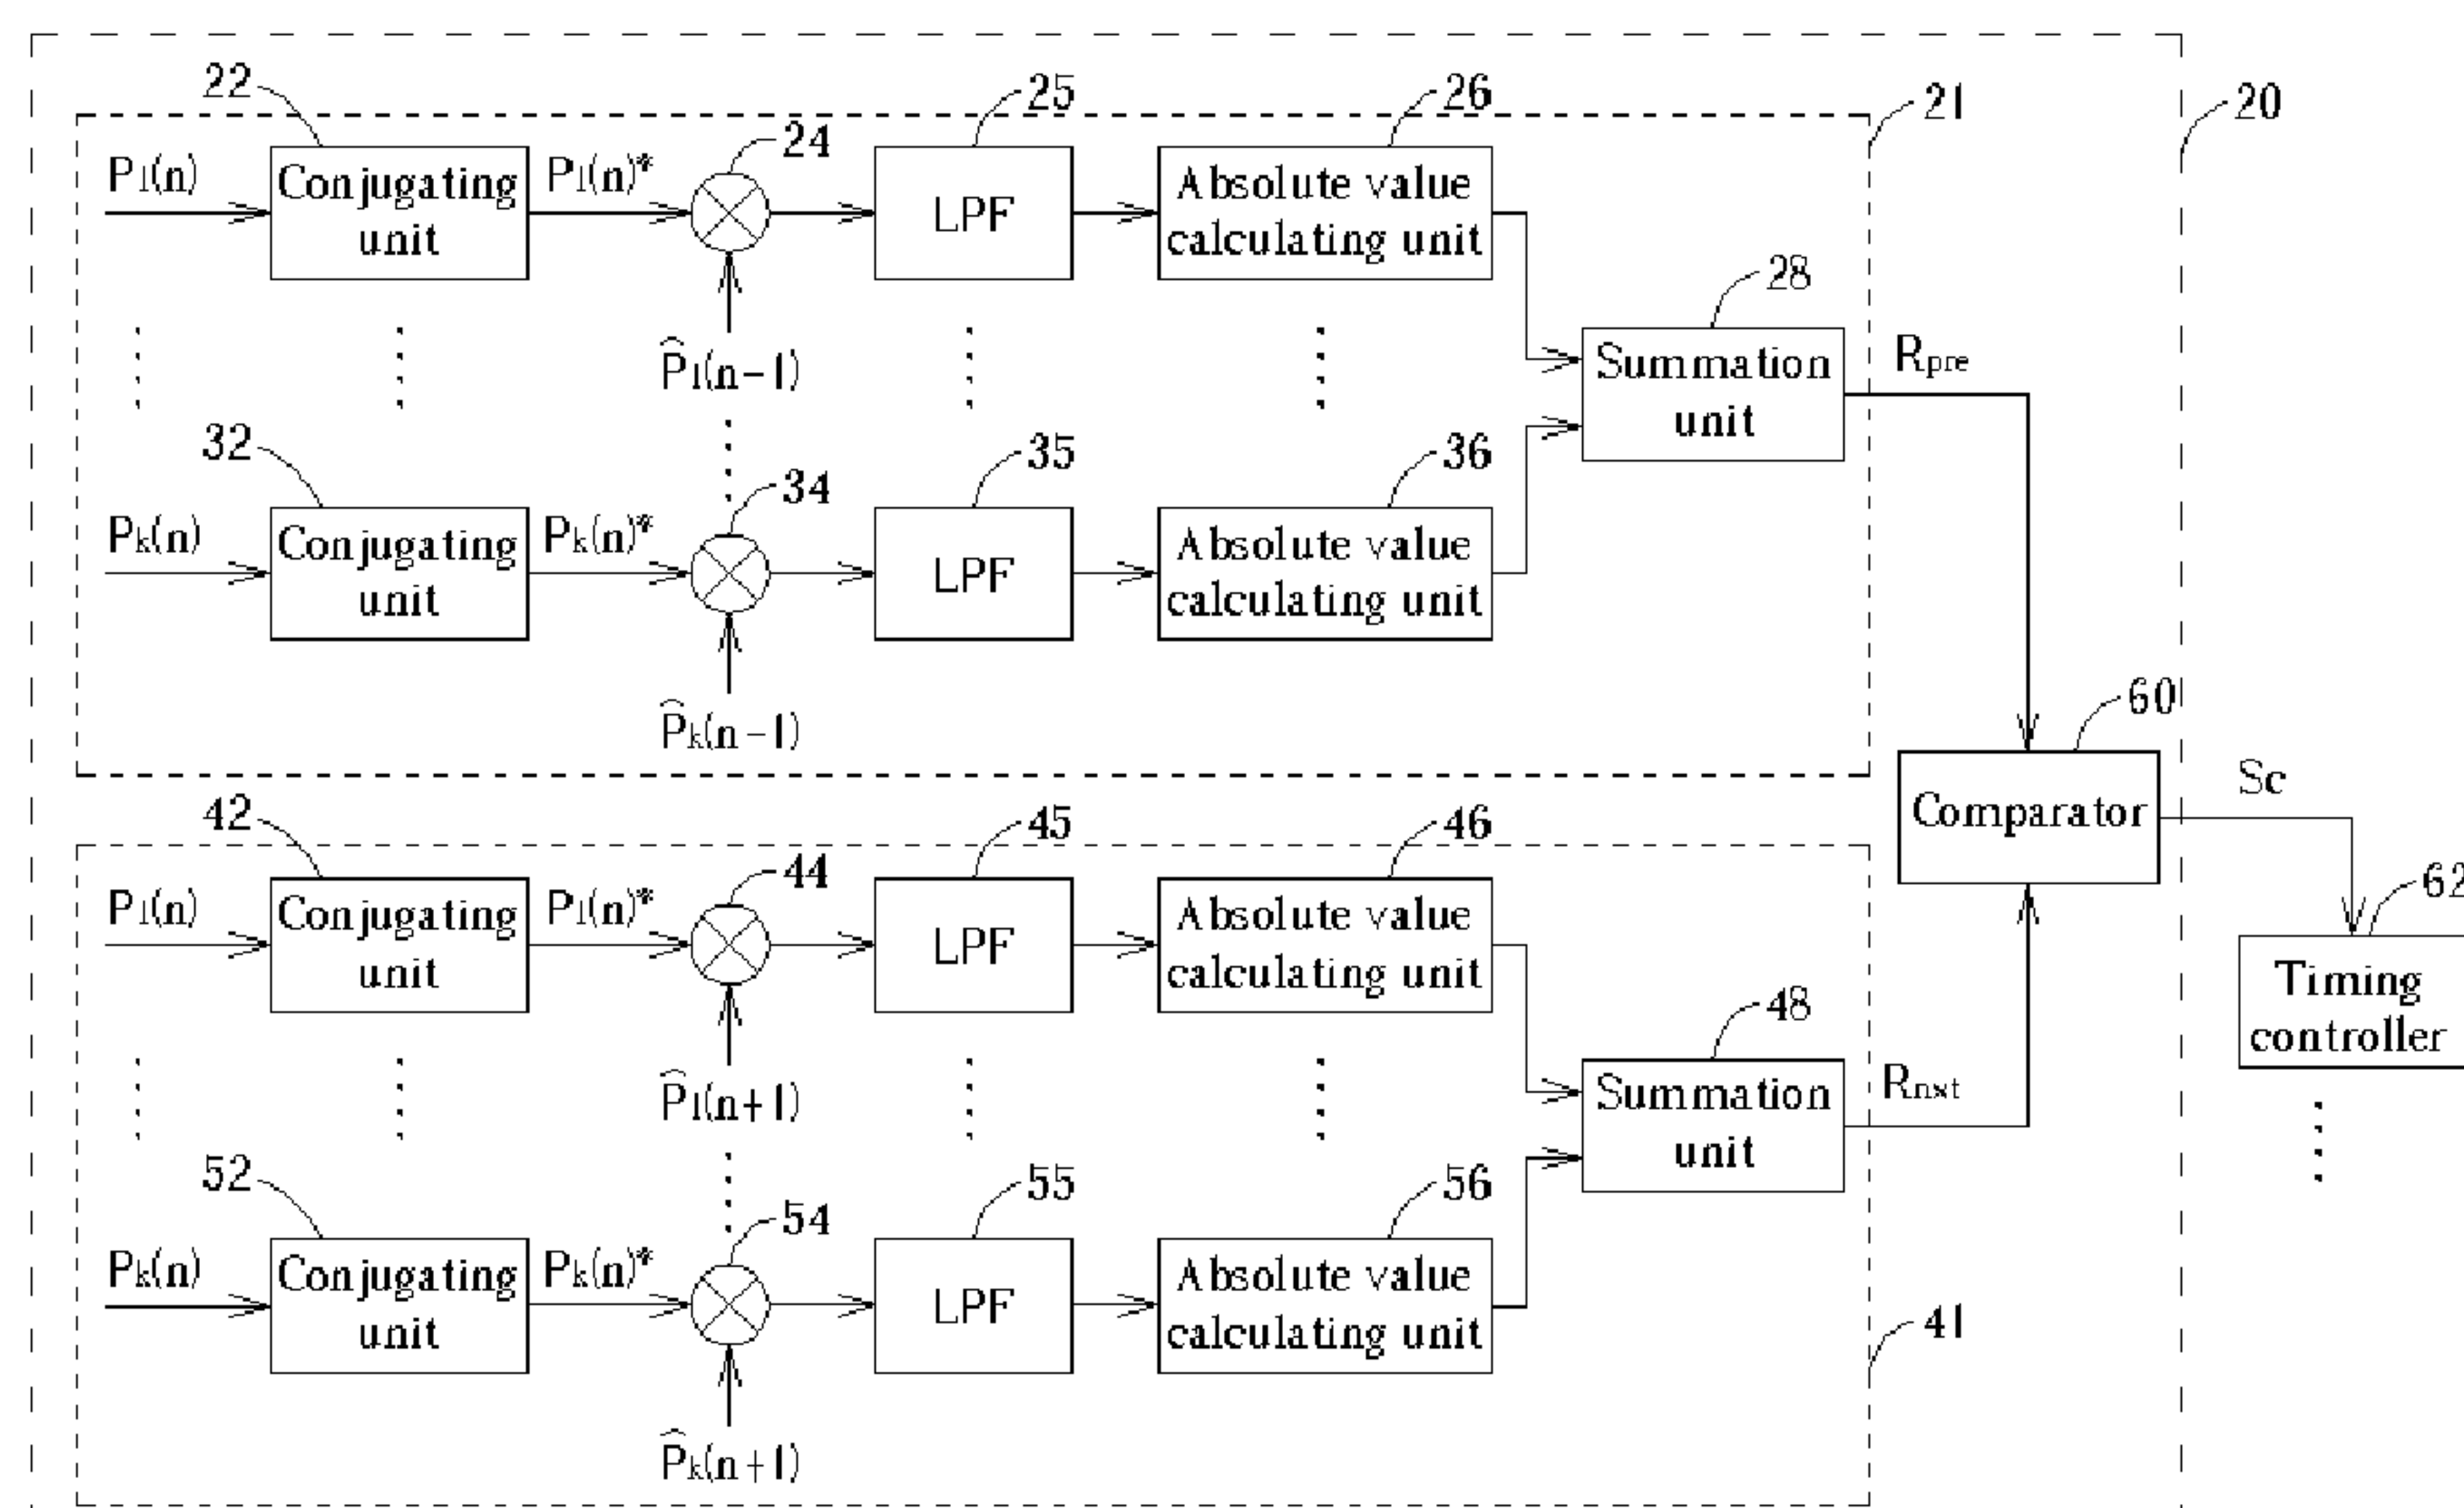 22
25
26
21
20
P1(n)
Conjugating
unit
P1(n)*
24
LPF
Absolute value
calculating unit
28
P̂1(n-1)
Summation
unit
Rpre
32
34
35
36
Pk(n)
Conjugating
unit
Pk(n)*
LPF
Absolute value
calculating unit
P̂k(n-1)
60
Comparator
Sc
42
44
45
46
62
P1(n)
Conjugating
unit
P1(n)*
LPF
Absolute value
calculating unit
Timing
controller
48
P̂1(n+1)
Summation
unit
Rnxt
52
54
55
56
Pk(n)
Conjugating
unit
Pk(n)*
LPF
Absolute value
calculating unit
41
P̂k(n+1)